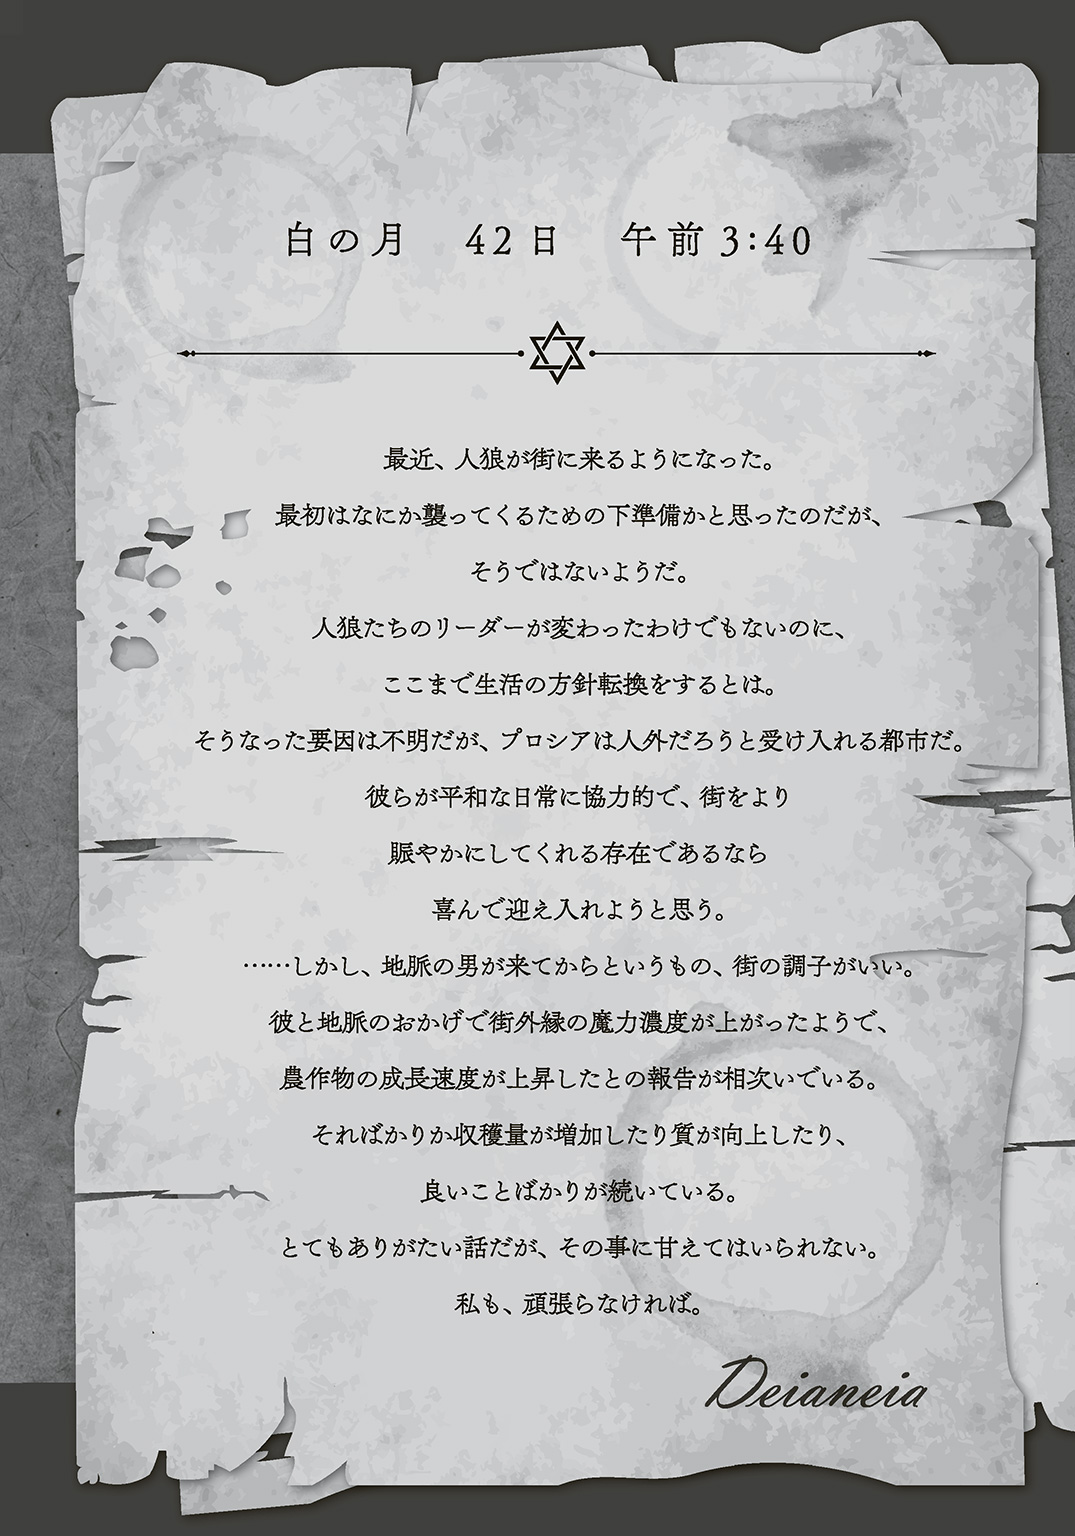 白の月　42日　午前3:40
最近、人狼が街に来るようになった。
最初はなにか襲ってくるための下準備かと思ったのだが、
そうではないようだ。
人狼たちのリーダーが変わったわけでもないのに、
ここまで生活の方針転換をするとは。
そうなった要因は不明だが、プロシアは人外だろうと受け入れる都市だ。
彼らが平和な日常に協力的で、街をより
賑やかにしてくれる存在であるなら
喜んで迎え入れようと思う。
……しかし、地脈の男が来てからというもの、街の調子がいい。
彼と地脈のおかげで街外縁の魔力濃度が上がったようで、
農作物の成長速度が上昇したとの報告が相次いでいる。
そればかりか収穫量が増加したり質が向上したり、
良いことばかりが続いている。
とてもありがたい話だが、その事に甘えてはいられない。
私も、頑張らなければ。
Deianeia